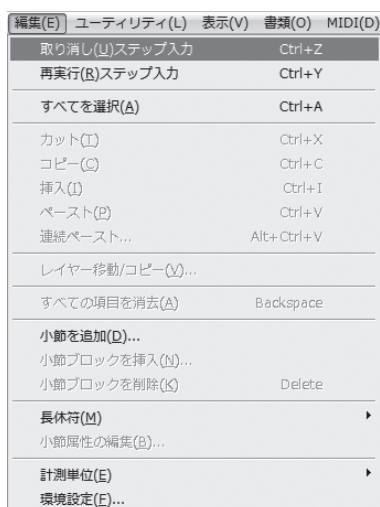 編集(E) ユーティリティ(L) 表示(V) 書類(O) MIDI(D)
取り消し(U)ステップ入力 Ctrl+Z
再実行(R)ステップ入力 Ctrl+Y
すべてを選択(A) Ctrl+A
カット(T) Ctrl+X
コピー(C) Ctrl+C
挿入(I) Ctrl+I
ペースト(P) Ctrl+V
連続ペースト... Alt+Ctrl+V
レイヤー移動/コピー(V)...
すべての項目を消去(A) Backspace
小節を追加(D)...
小節ブロックを挿入(N)...
小節ブロックを削除(K) Delete
長休符(M)
小節属性の編集(B)...
計測単位(E)
環境設定(F)...